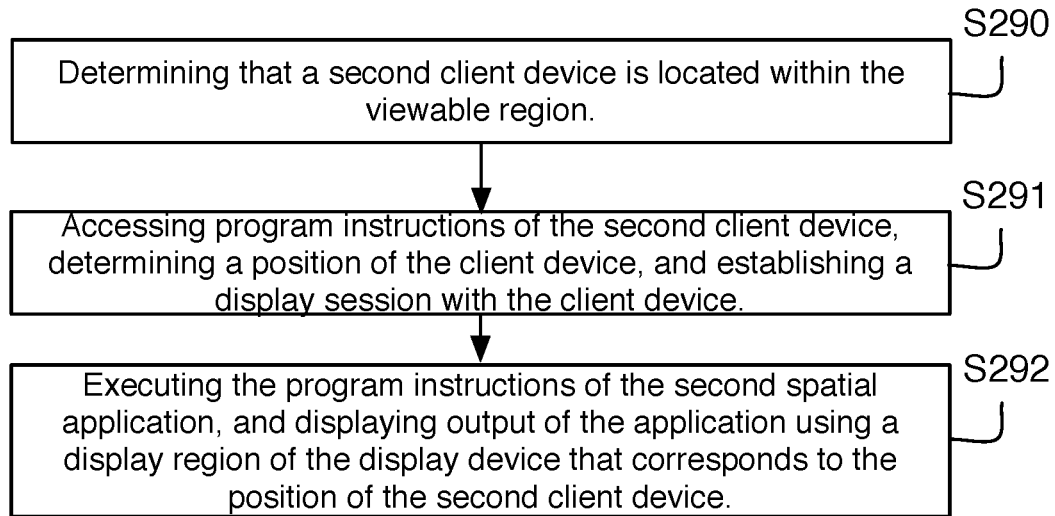 S290
Determining that a second client device is located within the
viewable region.
S291
Accessing program instructions of the second client device,
determining a position of the client device, and establishing a
display session with the client device.
S292
Executing the program instructions of the second spatial
application, and displaying output of the application using a
display region of the display device that corresponds to the
position of the second client device.